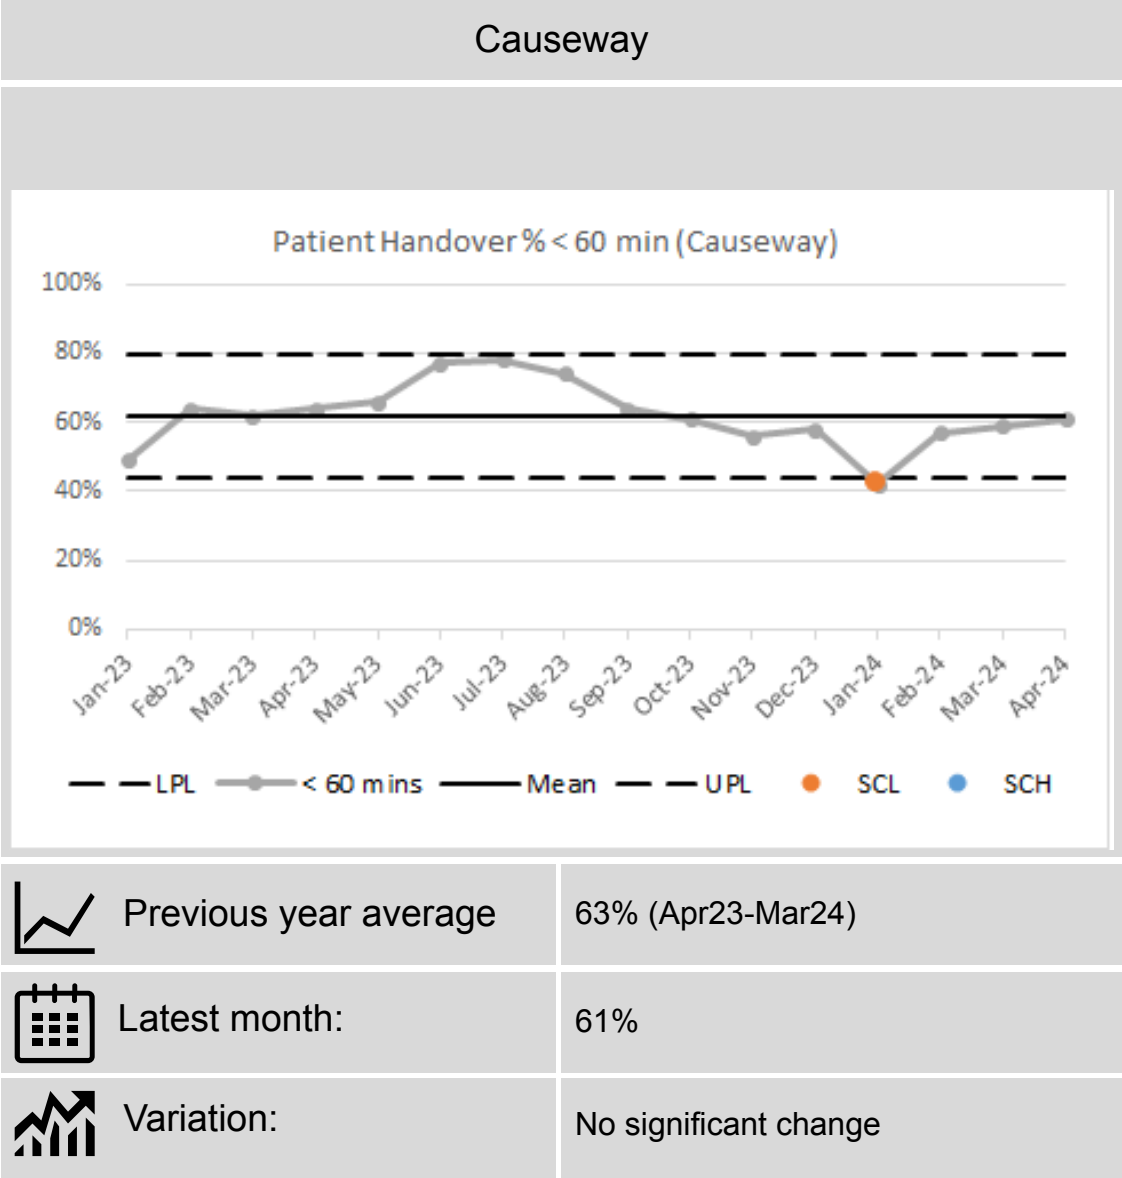 Causeway
Patient Handover % < 60 min (Causeway)
100%
80%
60%
40%
20%
0%
Jan-23 Feb-23 Mar-23 Apr-23 May-23 Jun-23 Jul-23 Aug-23 Sep-23 Oct-23 Nov-23 Dec-23 Jan-24 Feb-24 Mar-24 Apr-24
LPL < 60 mins Mean UPL SCL SCH
Previous year average 63% (Apr23-Mar24)
Latest month: 61%
Variation: No significant change